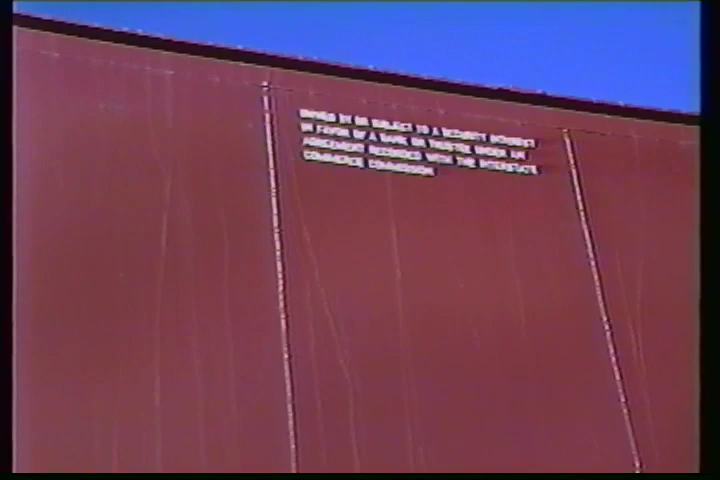 OWNED BY OR SUBJECT TO A SECURITY INTEREST
IN FAVOR OF A BANK OR TRUSTEE UNDER AN
AGREEMENT RECORDED WITH THE INTERSTATE
COMMERCE COMMISSION